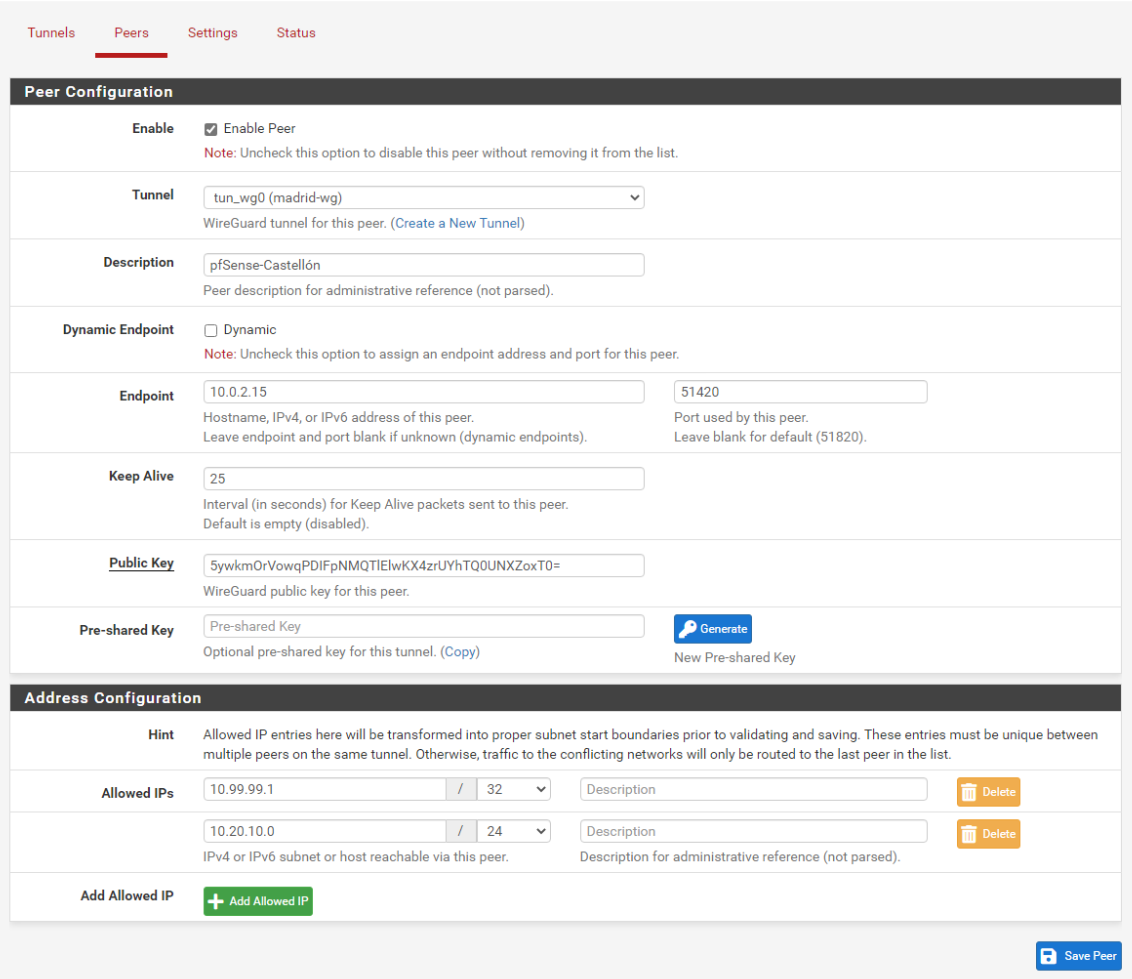 Tunnels Peers Settings Status
Peer Configuration
Enable Enable Peer
Note: Uncheck this option to disable this peer without removing it from the list.
Tunnel tun_wg0 (madrid-wg)
WireGuard tunnel for this peer. (Create a New Tunnel)
Description pfSense-Castellón
Peer description for administrative reference (not parsed).
Dynamic Endpoint Dynamic
Note: Uncheck this option to assign an endpoint address and port for this peer.
Endpoint 10.0.2.15 51420
Hostname, IPv4, or IPv6 address of this peer. Port used by this peer.
Leave endpoint and port blank if unknown (dynamic endpoints). Leave blank for default (51820).
Keep Alive 25
Interval (in seconds) for Keep Alive packets sent to this peer.
Default is empty (disabled).
Public Key 5ywkmOrVowqPDIFpNMQTlElwKX4zrUYhTQ0UNXZoxT0=
WireGuard public key for this peer.
Pre-shared Key Pre-shared Key Generate
Optional pre-shared key for this tunnel. (Copy) New Pre-shared Key
Address Configuration
Hint Allowed IP entries here will be transformed into proper subnet start boundaries prior to validating and saving. These entries must be unique between
multiple peers on the same tunnel. Otherwise, traffic to the conflicting networks will only be routed to the last peer in the list.
Allowed IPs 10.99.99.1 / 32 Description Delete
10.20.10.0 / 24 Description Delete
IPv4 or IPv6 subnet or host reachable via this peer. Description for administrative reference (not parsed).
Add Allowed IP Add Allowed IP
Save Peer